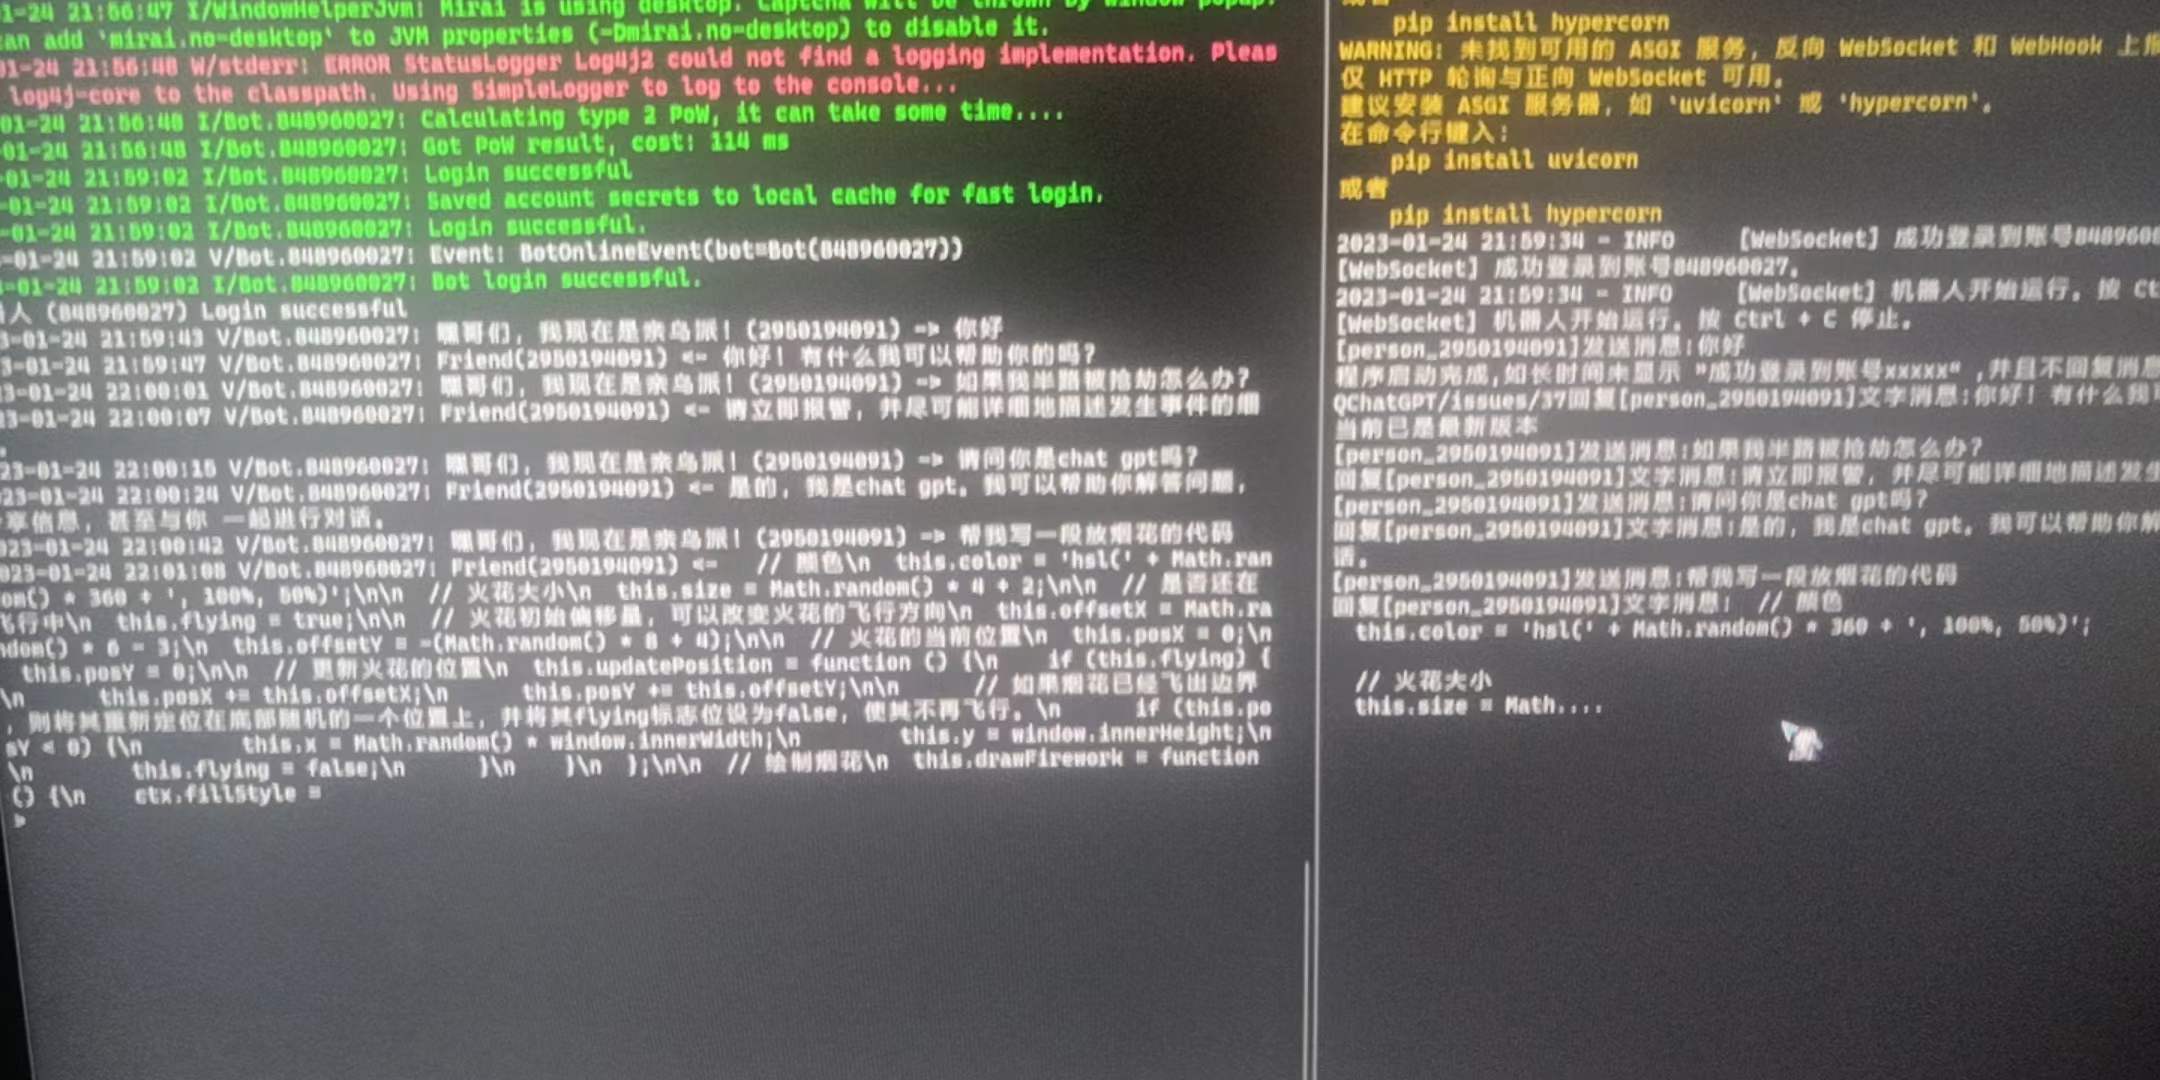 1-24 21:56:47 I/WindowHelperJvm: Mirai is using desktop. Captcha will be thrown by window popup.
an add `mirai.no-desktop` to JVM properties (-Dmirai.no-desktop) to disable it.
01-24 21:56:48 W/stderr: ERROR StatusLogger Log4j2 could not find a logging implementation. Pleas
log4j-core to the classpath. Using SimpleLogger to log to the console...
01-24 21:56:48 I/Bot.848960027: Calculating type 2 PoW, it can take some time....
-01-24 21:56:48 I/Bot.848960027: Got PoW result, cost: 114 ms
-01-24 21:59:02 I/Bot.848960027: Login successful
-01-24 21:59:02 I/Bot.848960027: Saved account secrets to local cache for fast login.
-01-24 21:59:02 I/Bot.848960027: Login successful.
-01-24 21:59:02 V/Bot.848960027: Event: BotOnlineEvent(bot=Bot(848960027))
-01-24 21:59:02 I/Bot.848960027: Bot login successful.
人 (848960027) Login successful
3-01-24 21:59:43 V/Bot.848960027: 嘿哥们, 我现在是亲乌派! (2950194091) -> 你好
3-01-24 21:59:47 V/Bot.848960027: Friend(2950194091) <- 你好! 有什么我可以帮助你的吗?
3-01-24 22:00:01 V/Bot.848960027: 嘿哥们, 我现在是亲乌派! (2950194091) -> 如果我半路被抢劫怎么办?
23-01-24 22:00:07 V/Bot.848960027: Friend(2950194091) <- 请立即报警, 并尽可能详细地描述发生事件的细
。
23-01-24 22:00:15 V/Bot.848960027: 嘿哥们, 我现在是亲乌派! (2950194091) -> 请问你是chat gpt吗?
23-01-24 22:00:24 V/Bot.848960027: Friend(2950194091) <- 是的, 我是chat gpt。我可以帮助你解答问题,
享信息, 甚至与你 一起进行对话。
023-01-24 22:00:42 V/Bot.848960027: 嘿哥们, 我现在是亲乌派! (2950194091) -> 帮我写一段放烟花的代码
023-01-24 22:01:08 V/Bot.848960027: Friend(2950194091) <-   // 颜色\n  this.color = 'hsl(' + Math.ran
om() * 360 + ', 100%, 50%)';\n\n  // 火花大小\n  this.size = Math.random() * 4 + 2;\n\n  // 是否还在
飞行中\n  this.flying = true;\n\n  // 火花初始偏移量, 可以改变火花的飞行方向\n  this.offsetX = Math.ra
ndom() * 6 - 3;\n  this.offsetY = -(Math.random() * 8 + 4);\n\n  // 火花的当前位置\n  this.posX = 0;\n
this.posY = 0;\n\n  // 更新火花的位置\n  this.updatePosition = function () {\n    if (this.flying) {
\n      this.posX += this.offsetX;\n      this.posY += this.offsetY;\n\n      // 如果烟花已经飞出边界
, 则将其重新定位在底部随机的一个位置上, 并将其flying标志位设为false, 使其不再飞行。\n      if (this.po
sY < 0) {\n        this.x = Math.random() * window.innerWidth;\n        this.y = window.innerHeight;\n
\n        this.flying = false;\n      }\n    }\n  };\n\n  // 绘制烟花\n  this.drawFirework = function
() {\n    ctx.fillStyle =
>
或者
pip install hypercorn
WARNING: 未找到可用的 ASGI 服务, 反向 WebSocket 和 WebHook 上报
仅 HTTP 轮询与正向 WebSocket 可用。
建议安装 ASGI 服务器, 如 `uvicorn` 或 `hypercorn`。
在命令行键入:
pip install uvicorn
或者
pip install hypercorn
2023-01-24 21:59:34 - INFO     [WebSocket] 成功登录到账号8489600
[WebSocket] 成功登录到账号848960027。
2023-01-24 21:59:34 - INFO     [WebSocket] 机器人开始运行。按 Ct
[WebSocket] 机器人开始运行。按 Ctrl + C 停止。
[person_2950194091]发送消息:你好
程序启动完成,如长时间未显示 "成功登录到账号xxxxx" ,并且不回复消息
QChatGPT/issues/37回复[person_2950194091]文字消息:你好! 有什么我可
当前已是最新版本
[person_2950194091]发送消息:如果我半路被抢劫怎么办?
回复[person_2950194091]文字消息:请立即报警, 并尽可能详细地描述发生
[person_2950194091]发送消息:请问你是chat gpt吗?
回复[person_2950194091]文字消息:是的, 我是chat gpt。我可以帮助你解
话。
[person_2950194091]发送消息:帮我写一段放烟花的代码
回复[person_2950194091]文字消息:  // 颜色
this.color = 'hsl(' + Math.random() * 360 + ', 100%, 50%)';
// 火花大小
this.size = Math....